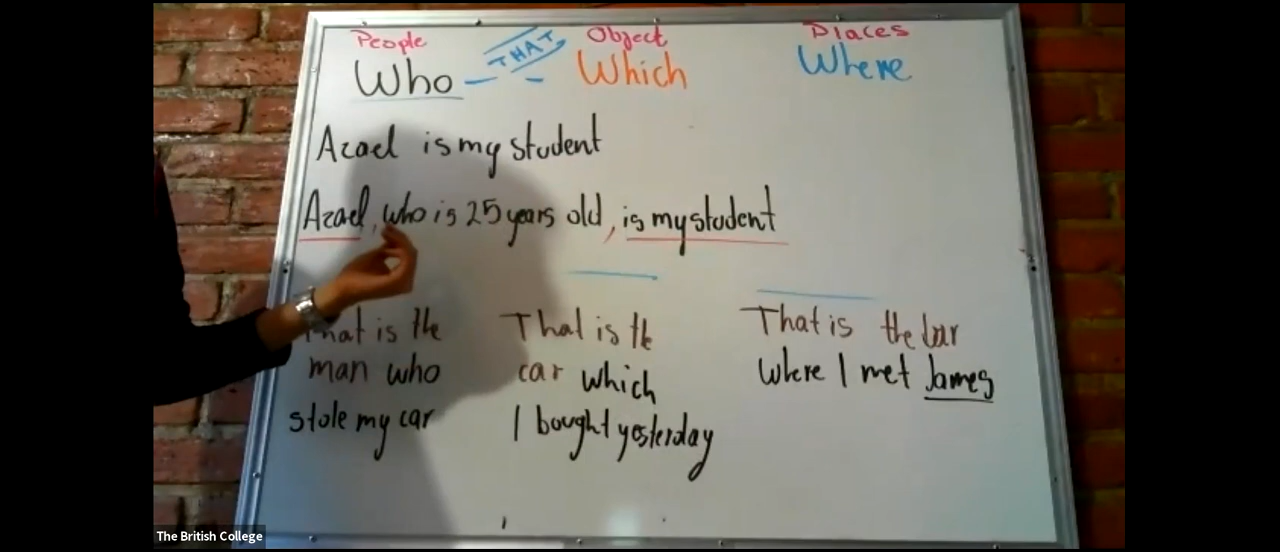 People
Object
Places
Who
THAT
Which
Where
Azael is my student
Azael, who is 25 years old, is my student
That is the
man who
stole my car
That is the
car which
I bought yesterday
That is the bar
where I met James
The British College